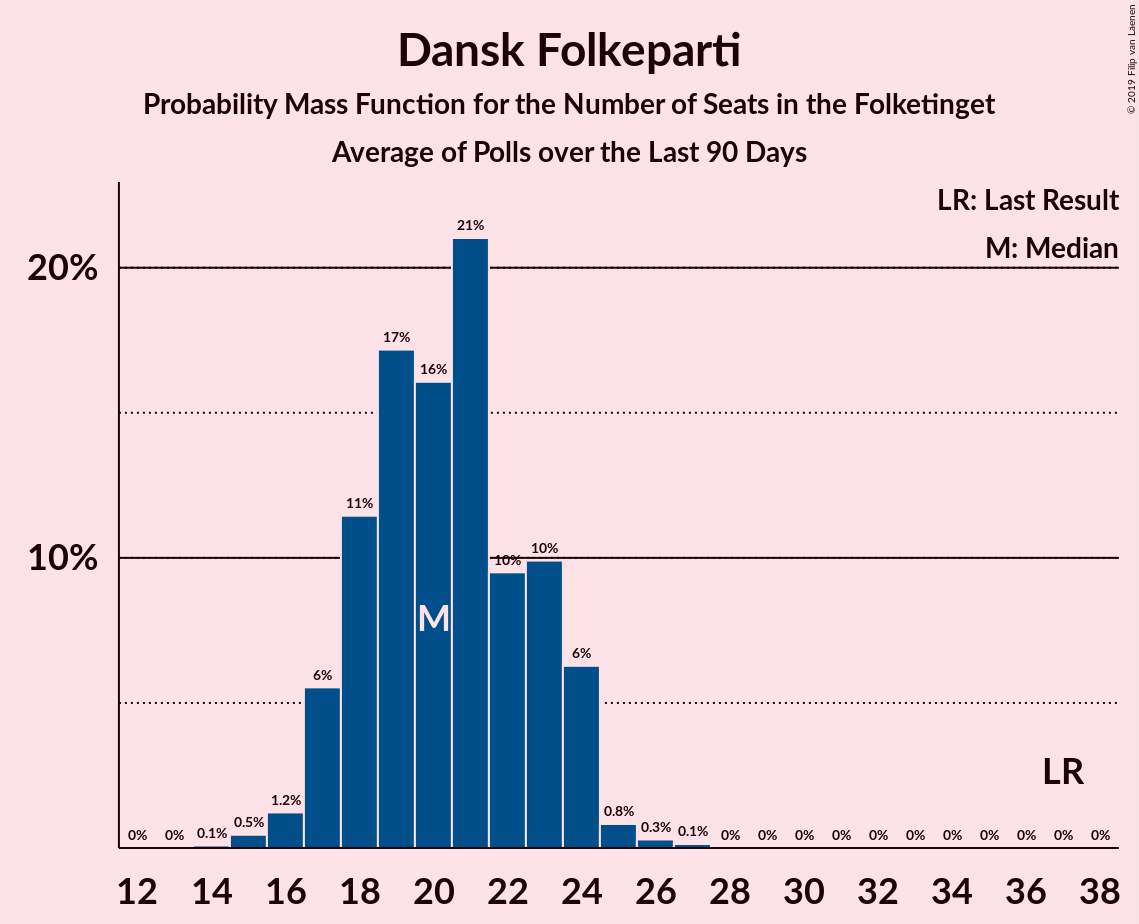 Dansk Folkeparti
Probability Mass Function for the Number of Seats in the Folketinget
Average of Polls over the Last 90 Days
© 2019 Filip van Laenen
LR: Last Result
M: Median
20%
10%
0% 0% 0.1% 0.5% 1.2% 6% 11% 17% 16% 21% 10% 10% 6% 0.8% 0.3% 0.1% 0% 0% 0% 0% 0% 0% 0% 0% 0% 0% 0%
M
LR
12 14 16 18 20 22 24 26 28 30 32 34 36 38